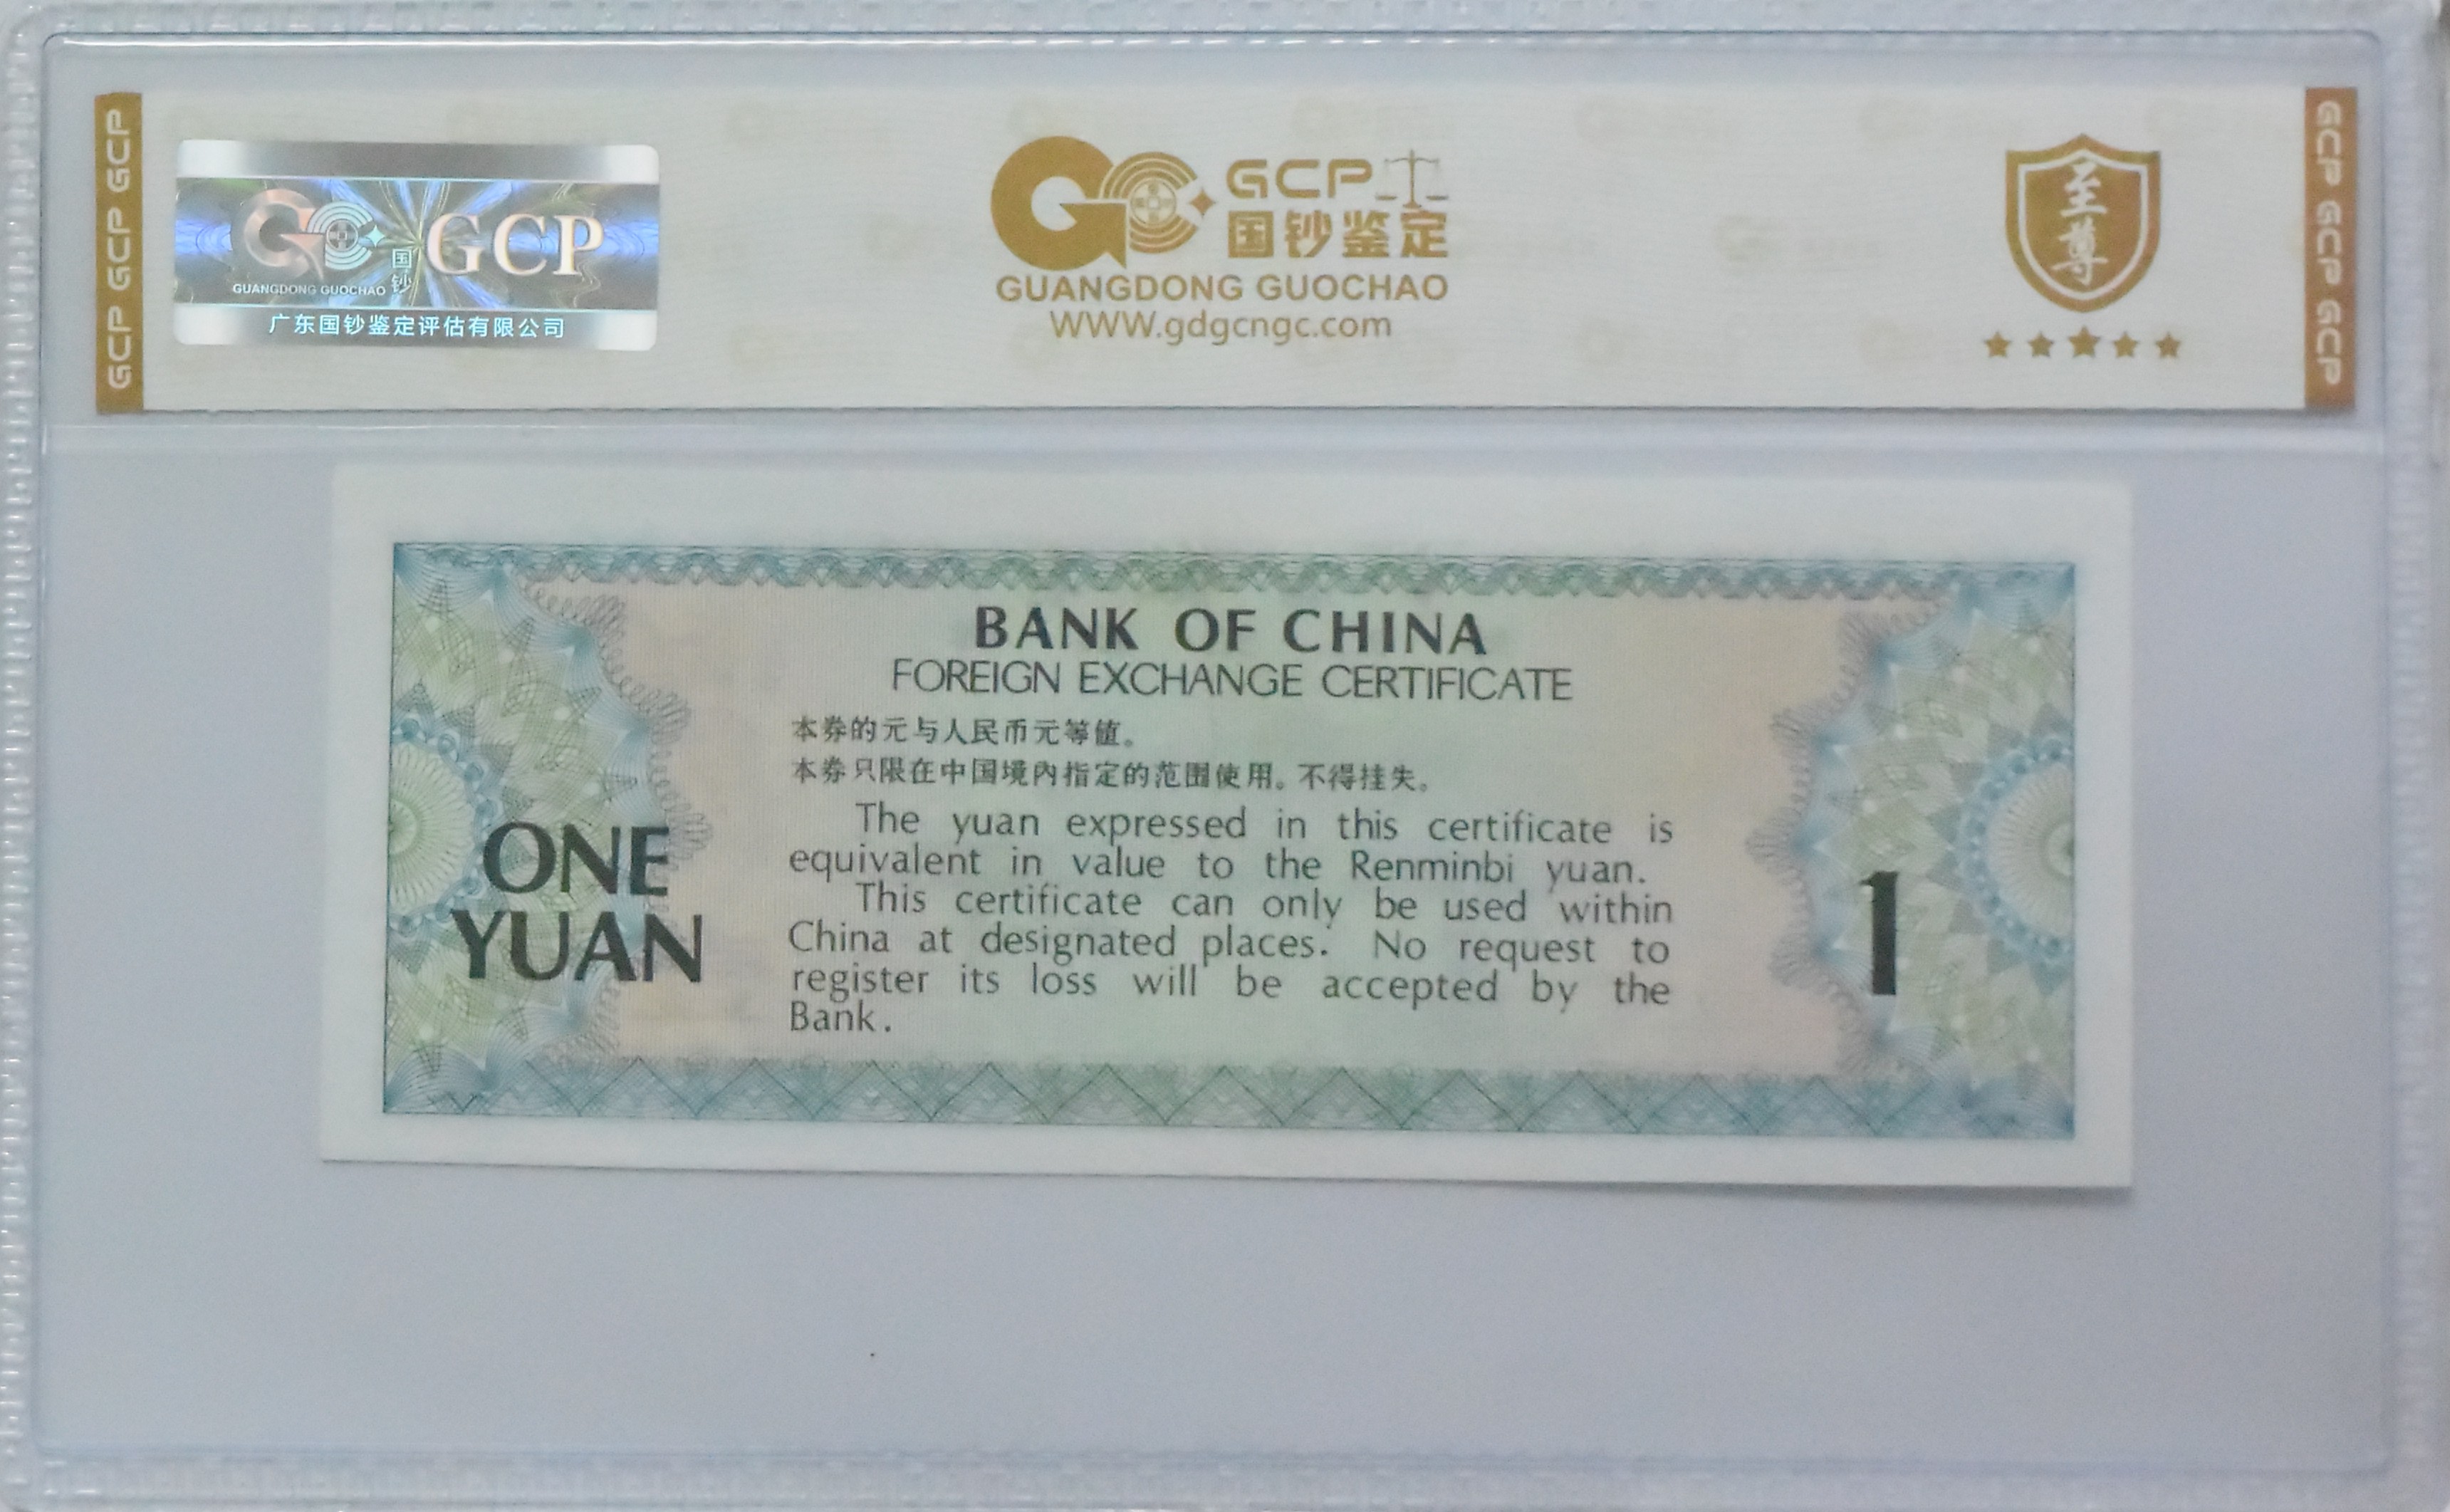 GCP GCP GCP
GUANGDONG GUOCHAO
国钞
GCP
广东国钞鉴定评估有限公司
GCP
国钞鉴定
GUANGDONG GUOCHAO
WWW.gdgcngc.com
至尊
GCP GCP GCP
BANK OF CHINA
FOREIGN EXCHANGE CERTIFICATE
本券的元与人民币元等值。
本券只限在中国境内指定的范围使用。不得挂失。
The yuan expressed in this certificate is
equivalent in value to the Renminbi yuan.
This certificate can only be used within
China at designated places. No request to
register its loss will be accepted by the
Bank.
ONE
YUAN
1